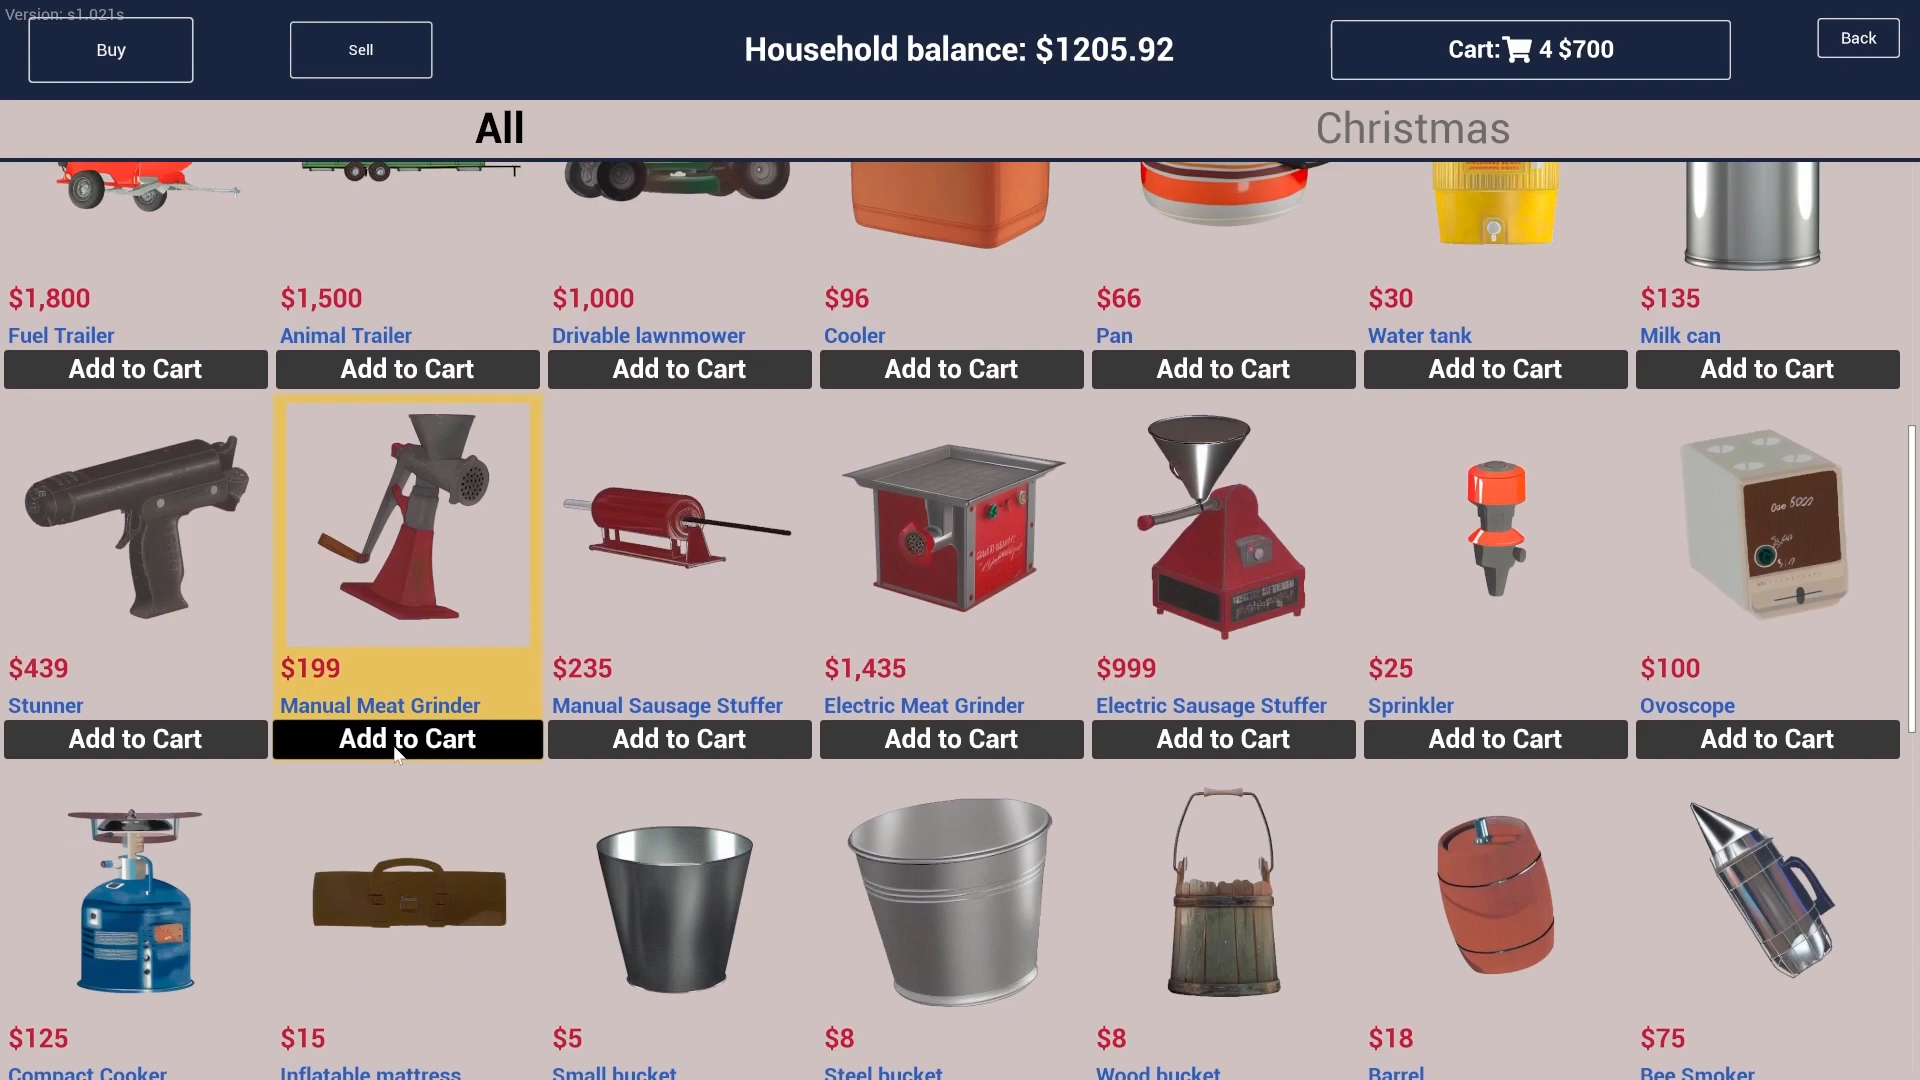 Version: s1.021s
Buy
Sell
Household balance: $1205.92
Cart: 4 $700
Back
All
Christmas
$1,800
$1,500
$1,000
$96
$66
$30
$135
Fuel Trailer
Animal Trailer
Drivable lawnmower
Cooler
Pan
Water tank
Milk can
Add to Cart
Add to Cart
Add to Cart
Add to Cart
Add to Cart
Add to Cart
Add to Cart
$439
$199
$235
$1,435
$999
$25
$100
Stunner
Manual Meat Grinder
Manual Sausage Stuffer
Electric Meat Grinder
Electric Sausage Stuffer
Sprinkler
Ovoscope
Add to Cart
Add to Cart
Add to Cart
Add to Cart
Add to Cart
Add to Cart
Add to Cart
$125
$15
$5
$8
$8
$18
$75
Compact Cooker
Inflatable mattress
Small bucket
Steel bucket
Wood bucket
Barrel
Bee Smoker